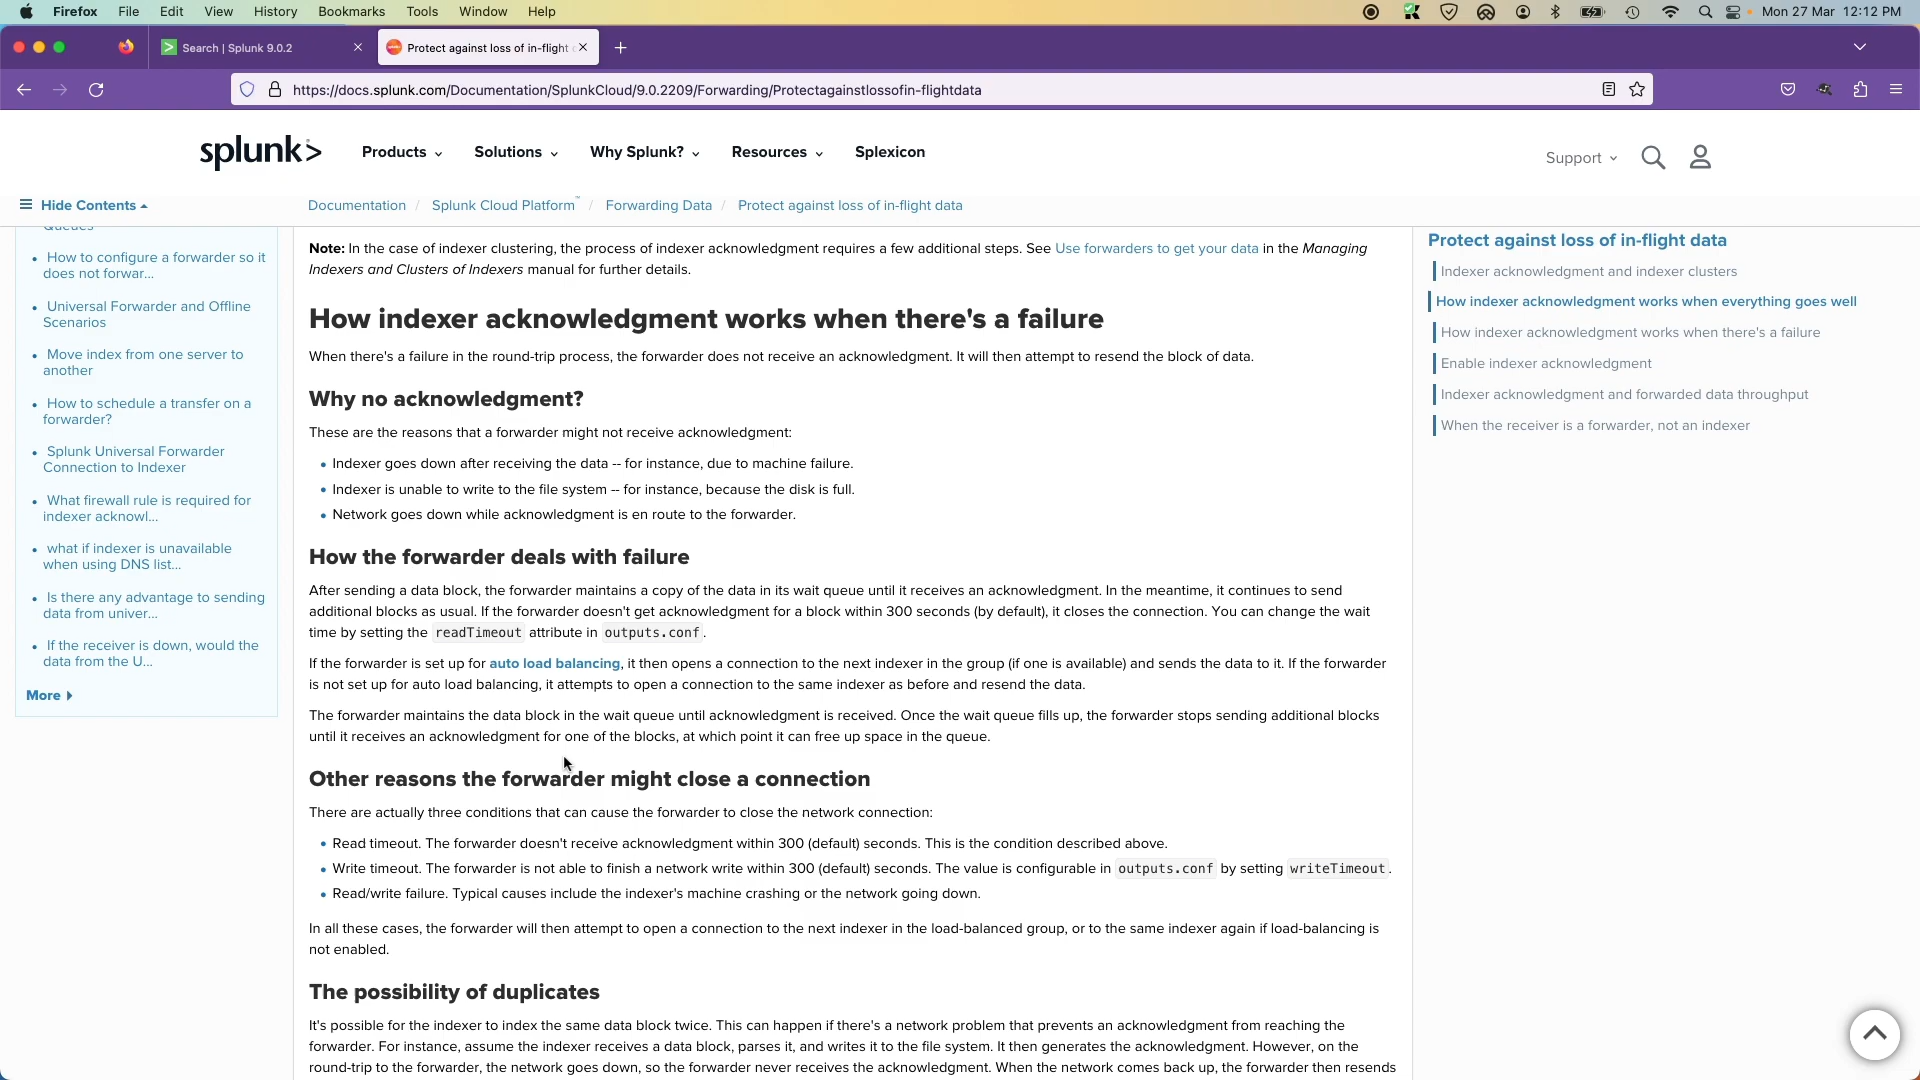 Firefox File Edit View History Bookmarks Tools Window Help Mon 27 Mar 12:12 PM
Search | Splunk 9.0.2
Protect against loss of in-flight
https://docs.splunk.com/Documentation/SplunkCloud/9.0.2209/Forwarding/Protectagainstlossofin-flightdata
splunk> Products Solutions Why Splunk? Resources Splexicon Support
Hide Contents
Documentation / Splunk Cloud Platform™ / Forwarding Data / Protect against loss of in-flight data
Queues
• How to configure a forwarder so it
does not forwar...
• Universal Forwarder and Offline
Scenarios
• Move index from one server to
another
• How to schedule a transfer on a
forwarder?
• Splunk Universal Forwarder
Connection to Indexer
• What firewall rule is required for
indexer acknowl...
• what if indexer is unavailable
when using DNS list...
• Is there any advantage to sending
data from univer...
• If the receiver is down, would the
data from the U...
More
Note: In the case of indexer clustering, the process of indexer acknowledgment requires a few additional steps. See Use forwarders to get your data in the Managing
Indexers and Clusters of Indexers manual for further details.
How indexer acknowledgment works when there's a failure
When there's a failure in the round-trip process, the forwarder does not receive an acknowledgment. It will then attempt to resend the block of data.
Why no acknowledgment?
These are the reasons that a forwarder might not receive acknowledgment:
• Indexer goes down after receiving the data -- for instance, due to machine failure.
• Indexer is unable to write to the file system -- for instance, because the disk is full.
• Network goes down while acknowledgment is en route to the forwarder.
How the forwarder deals with failure
After sending a data block, the forwarder maintains a copy of the data in its wait queue until it receives an acknowledgment. In the meantime, it continues to send
additional blocks as usual. If the forwarder doesn't get acknowledgment for a block within 300 seconds (by default), it closes the connection. You can change the wait
time by setting the readTimeout attribute in outputs.conf.
If the forwarder is set up for auto load balancing, it then opens a connection to the next indexer in the group (if one is available) and sends the data to it. If the forwarder
is not set up for auto load balancing, it attempts to open a connection to the same indexer as before and resend the data.
The forwarder maintains the data block in the wait queue until acknowledgment is received. Once the wait queue fills up, the forwarder stops sending additional blocks
until it receives an acknowledgment for one of the blocks, at which point it can free up space in the queue.
Other reasons the forwarder might close a connection
There are actually three conditions that can cause the forwarder to close the network connection:
• Read timeout. The forwarder doesn't receive acknowledgment within 300 (default) seconds. This is the condition described above.
• Write timeout. The forwarder is not able to finish a network write within 300 (default) seconds. The value is configurable in outputs.conf by setting writeTimeout.
• Read/write failure. Typical causes include the indexer's machine crashing or the network going down.
In all these cases, the forwarder will then attempt to open a connection to the next indexer in the load-balanced group, or to the same indexer again if load-balancing is
not enabled.
The possibility of duplicates
It's possible for the indexer to index the same data block twice. This can happen if there's a network problem that prevents an acknowledgment from reaching the
forwarder. For instance, assume the indexer receives a data block, parses it, and writes it to the file system. It then generates the acknowledgment. However, on the
round-trip to the forwarder, the network goes down, so the forwarder never receives the acknowledgment. When the network comes back up, the forwarder then resends
Protect against loss of in-flight data
Indexer acknowledgment and indexer clusters
How indexer acknowledgment works when everything goes well
How indexer acknowledgment works when there's a failure
Enable indexer acknowledgment
Indexer acknowledgment and forwarded data throughput
When the receiver is a forwarder, not an indexer